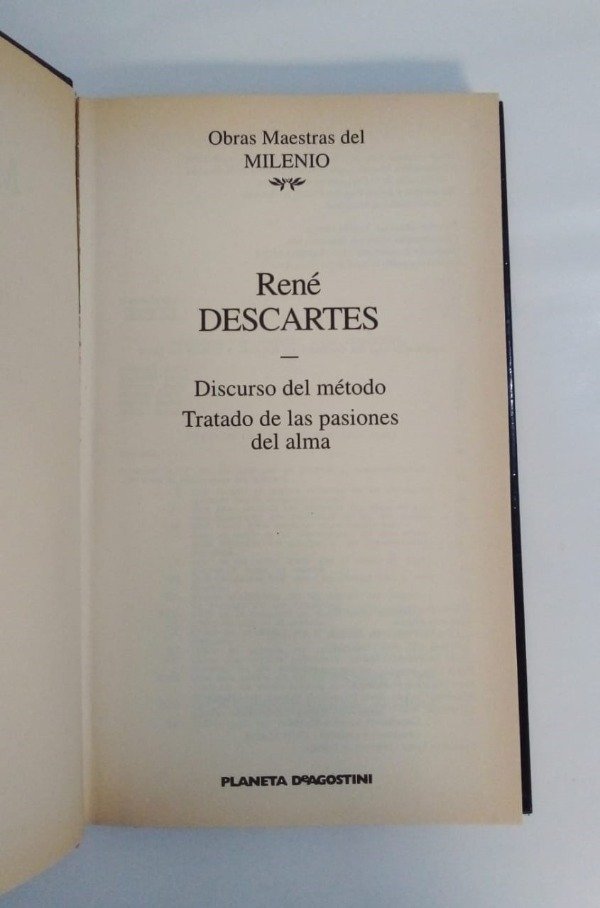 Obras Maestras del
MILENIO
René
DESCARTES
—
Discurso del método
Tratado de las pasiones
del alma
PLANETA DeAGOSTINI